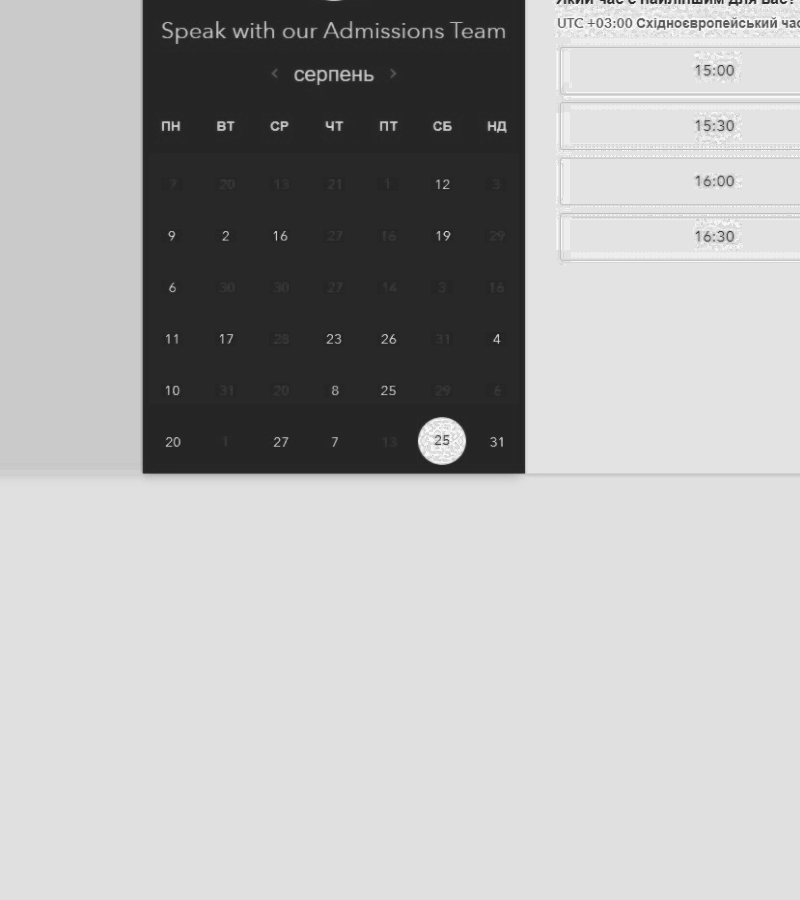 Speak with our Admissions Team
‹ серпень ›
ПН ВТ СР ЧТ ПТ СБ НД
7 20 13 21 1 12 3
9 2 16 27 16 19 29
6 30 30 27 14 3 16
11 17 28 23 26 31 4
10 31 20 8 25 29 6
20 1 27 7 13 25 31
Який час є найліпшим для вас?
UTC +03:00 Східноєвропейський час
15:00
15:30
16:00
16:30